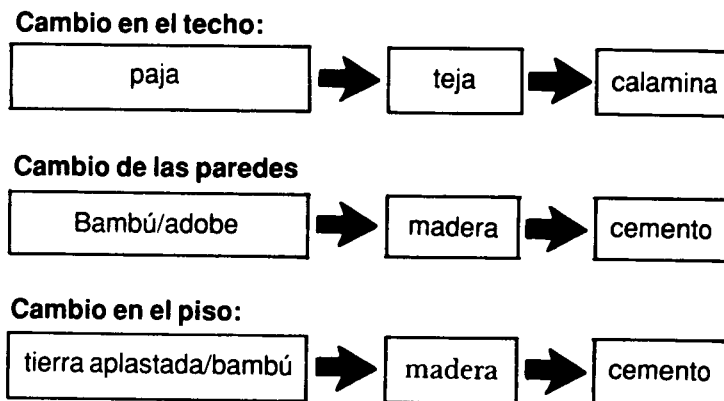 Cambio en el techo:
paja teja calamina
Cambio de las paredes
Bambú/adobe madera cemento
Cambio en el piso:
tierra aplastada/bambú madera cemento